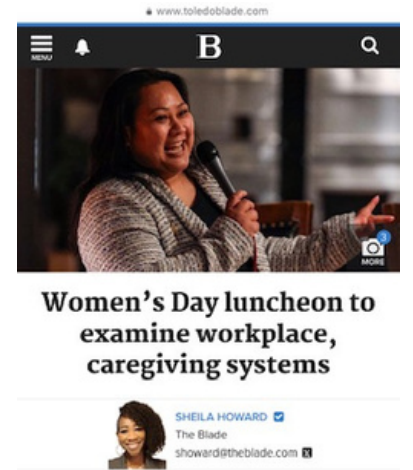 www.toledoblade.com
MENU
B
3
MORE
Women's Day luncheon to
examine workplace,
caregiving systems
SHEILA HOWARD
The Blade
showard@theblade.com X